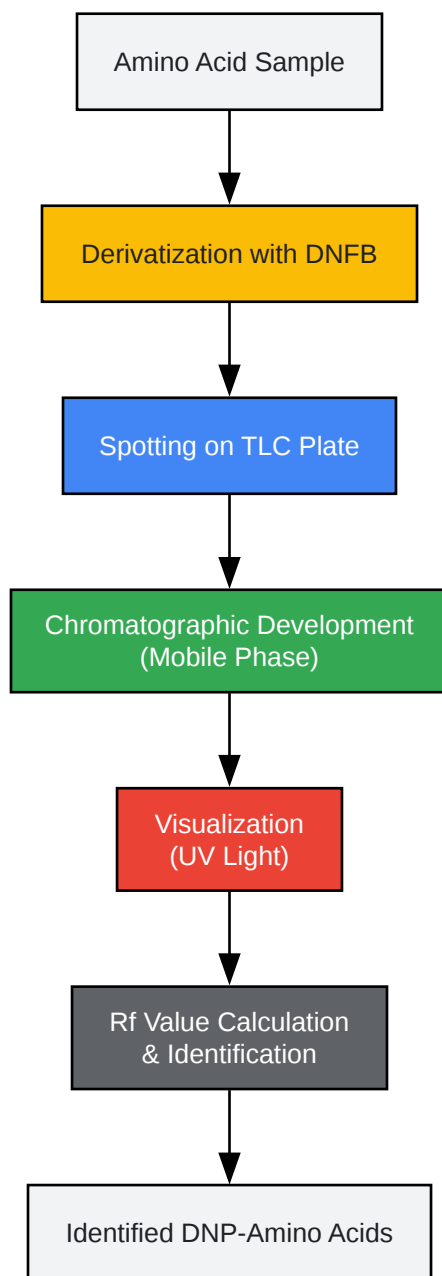 Amino Acid Sample
Derivatization with DNFB
Spotting on TLC Plate
Chromatographic Development
(Mobile Phase)
Visualization
(UV Light)
Rf Value Calculation
& Identification
Identified DNP-Amino Acids